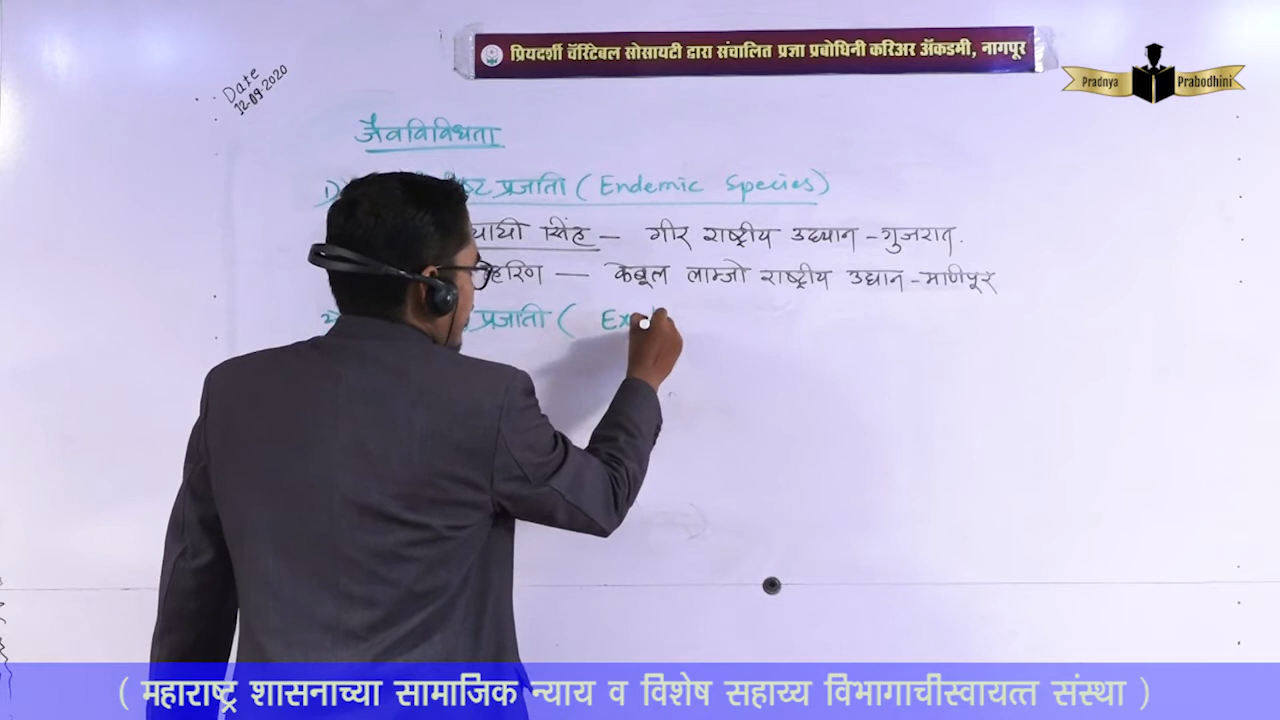 प्रियदर्शी चॅरिटेबल सोसायटी द्वारा संचालित प्रज्ञा प्रबोधिनी करिअर अ‍ॅकडमी, नागपूर
Pradnya Prabodhini
Date
12-09-2020
जैवविविधता
1) प्रजाती ( Endemic Species )
सिंह — गीर राष्ट्रीय उद्यान - गुजरात.
हरिण — केबूल लाम्जो राष्ट्रीय उद्यान - मणीपूर
प्रजाती ( Ex
( महाराष्ट्र शासनाच्या सामाजिक न्याय व विशेष सहाय्य विभागाचीस्वायत्त संस्था )